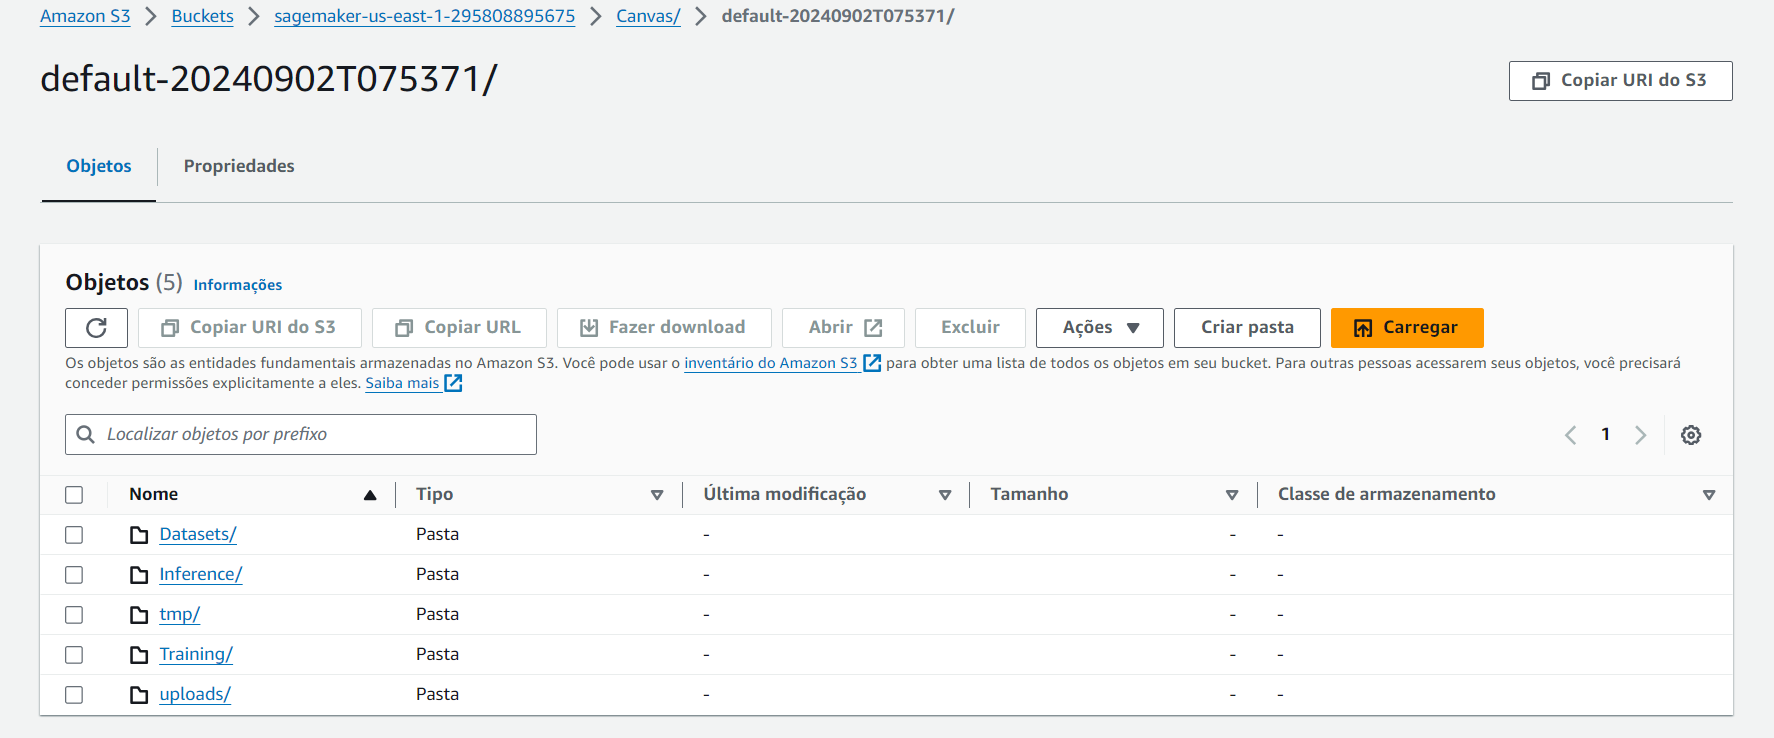 Amazon S3 > Buckets > sagemaker-us-east-1-295808895675 > Canvas/ > default-20240902T075371/
default-20240902T075371/
Copiar URI do S3
Objetos
Propriedades
Objetos (5) Informações
Copiar URI do S3
Copiar URL
Fazer download
Abrir
Excluir
Ações
Criar pasta
Carregar
Os objetos são as entidades fundamentais armazenadas no Amazon S3. Você pode usar o inventário do Amazon S3 para obter uma lista de todos os objetos em seu bucket. Para outras pessoas acessarem seus objetos, você precisará
conceder permissões explicitamente a eles. Saiba mais
Localizar objetos por prefixo
1
Nome Tipo Última modificação Tamanho Classe de armazenamento
Datasets/ Pasta - - -
Inference/ Pasta - - -
tmp/ Pasta - - -
Training/ Pasta - - -
uploads/ Pasta - - -